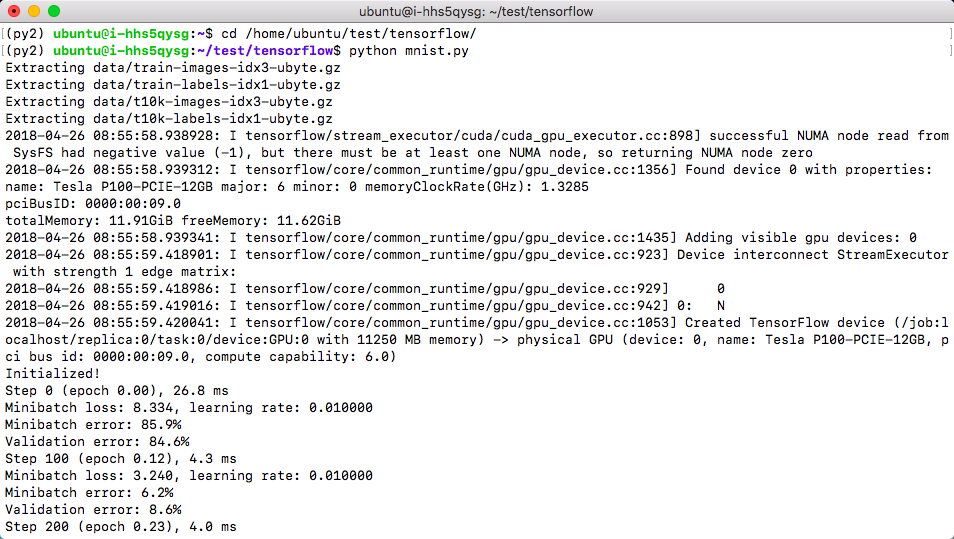 ubuntu@i-hhs5qysg: ~/test/tensorflow
[(py2) ubuntu@i-hhs5qysg:~$ cd /home/ubuntu/test/tensorflow/ ]
[(py2) ubuntu@i-hhs5qysg:~/test/tensorflow$ python mnist.py ]
Extracting data/train-images-idx3-ubyte.gz
Extracting data/train-labels-idx1-ubyte.gz
Extracting data/t10k-images-idx3-ubyte.gz
Extracting data/t10k-labels-idx1-ubyte.gz
2018-04-26 08:55:58.938928: I tensorflow/stream_executor/cuda/cuda_gpu_executor.cc:898] successful NUMA node read from
SysFS had negative value (-1), but there must be at least one NUMA node, so returning NUMA node zero
2018-04-26 08:55:58.939312: I tensorflow/core/common_runtime/gpu/gpu_device.cc:1356] Found device 0 with properties:
name: Tesla P100-PCIE-12GB major: 6 minor: 0 memoryClockRate(GHz): 1.3285
pciBusID: 0000:00:09.0
totalMemory: 11.91GiB freeMemory: 11.62GiB
2018-04-26 08:55:58.939341: I tensorflow/core/common_runtime/gpu/gpu_device.cc:1435] Adding visible gpu devices: 0
2018-04-26 08:55:59.418901: I tensorflow/core/common_runtime/gpu/gpu_device.cc:923] Device interconnect StreamExecutor
with strength 1 edge matrix:
2018-04-26 08:55:59.418986: I tensorflow/core/common_runtime/gpu/gpu_device.cc:929]      0
2018-04-26 08:55:59.419016: I tensorflow/core/common_runtime/gpu/gpu_device.cc:942] 0:   N
2018-04-26 08:55:59.420041: I tensorflow/core/common_runtime/gpu/gpu_device.cc:1053] Created TensorFlow device (/job:l
ocalhost/replica:0/task:0/device:GPU:0 with 11250 MB memory) -> physical GPU (device: 0, name: Tesla P100-PCIE-12GB, p
ci bus id: 0000:00:09.0, compute capability: 6.0)
Initialized!
Step 0 (epoch 0.00), 26.8 ms
Minibatch loss: 8.334, learning rate: 0.010000
Minibatch error: 85.9%
Validation error: 84.6%
Step 100 (epoch 0.12), 4.3 ms
Minibatch loss: 3.240, learning rate: 0.010000
Minibatch error: 6.2%
Validation error: 8.6%
Step 200 (epoch 0.23), 4.0 ms